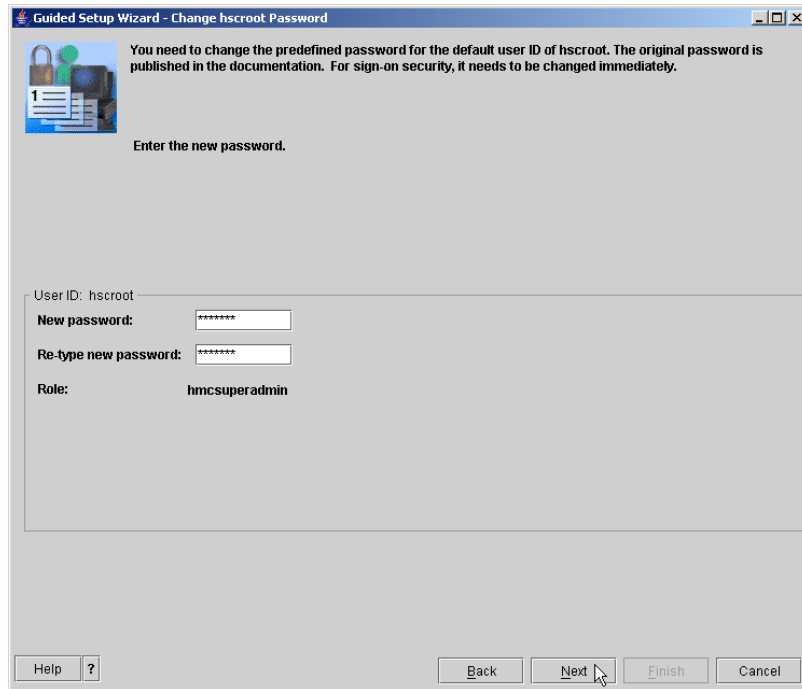 Guided Setup Wizard - Change hscroot Password
You need to change the predefined password for the default user ID of hscroot. The original password is
published in the documentation. For sign-on security, it needs to be changed immediately.
1
Enter the new password.
User ID: hscroot
New password: *******
Re-type new password: *******
Role: hmcsuperadmin
Help ? Back Next Finish Cancel